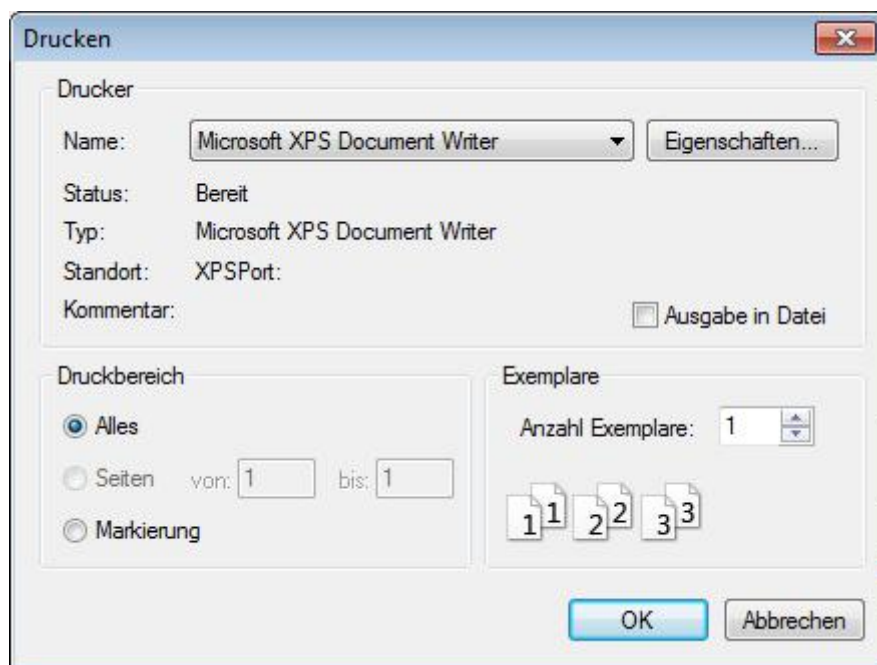 Drucken
Drucker
Name: Microsoft XPS Document Writer Eigenschaften...
Status: Bereit
Typ: Microsoft XPS Document Writer
Standort: XPSPort:
Kommentar:
Ausgabe in Datei
Druckbereich
Alles
Seiten von: 1 bis: 1
Markierung
Exemplare
Anzahl Exemplare: 1
1 1 2 2 3 3
OK Abbrechen